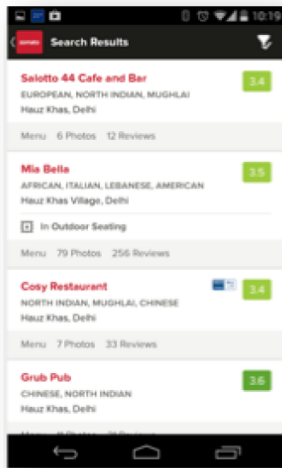 10:19
zomato Search Results
Salotto 44 Cafe and Bar 3.4
EUROPEAN, NORTH INDIAN, MUGHLAI
Hauz Khas, Delhi
Menu 6 Photos 12 Reviews
Mia Bella 3.5
AFRICAN, ITALIAN, LEBANESE, AMERICAN
Hauz Khas Village, Delhi
In Outdoor Seating
Menu 79 Photos 256 Reviews
Cosy Restaurant 3.4
NORTH INDIAN, MUGHLAI, CHINESE
Hauz Khas, Delhi
Menu 7 Photos 33 Reviews
Grub Pub 3.6
CHINESE, NORTH INDIAN
Hauz Khas, Delhi